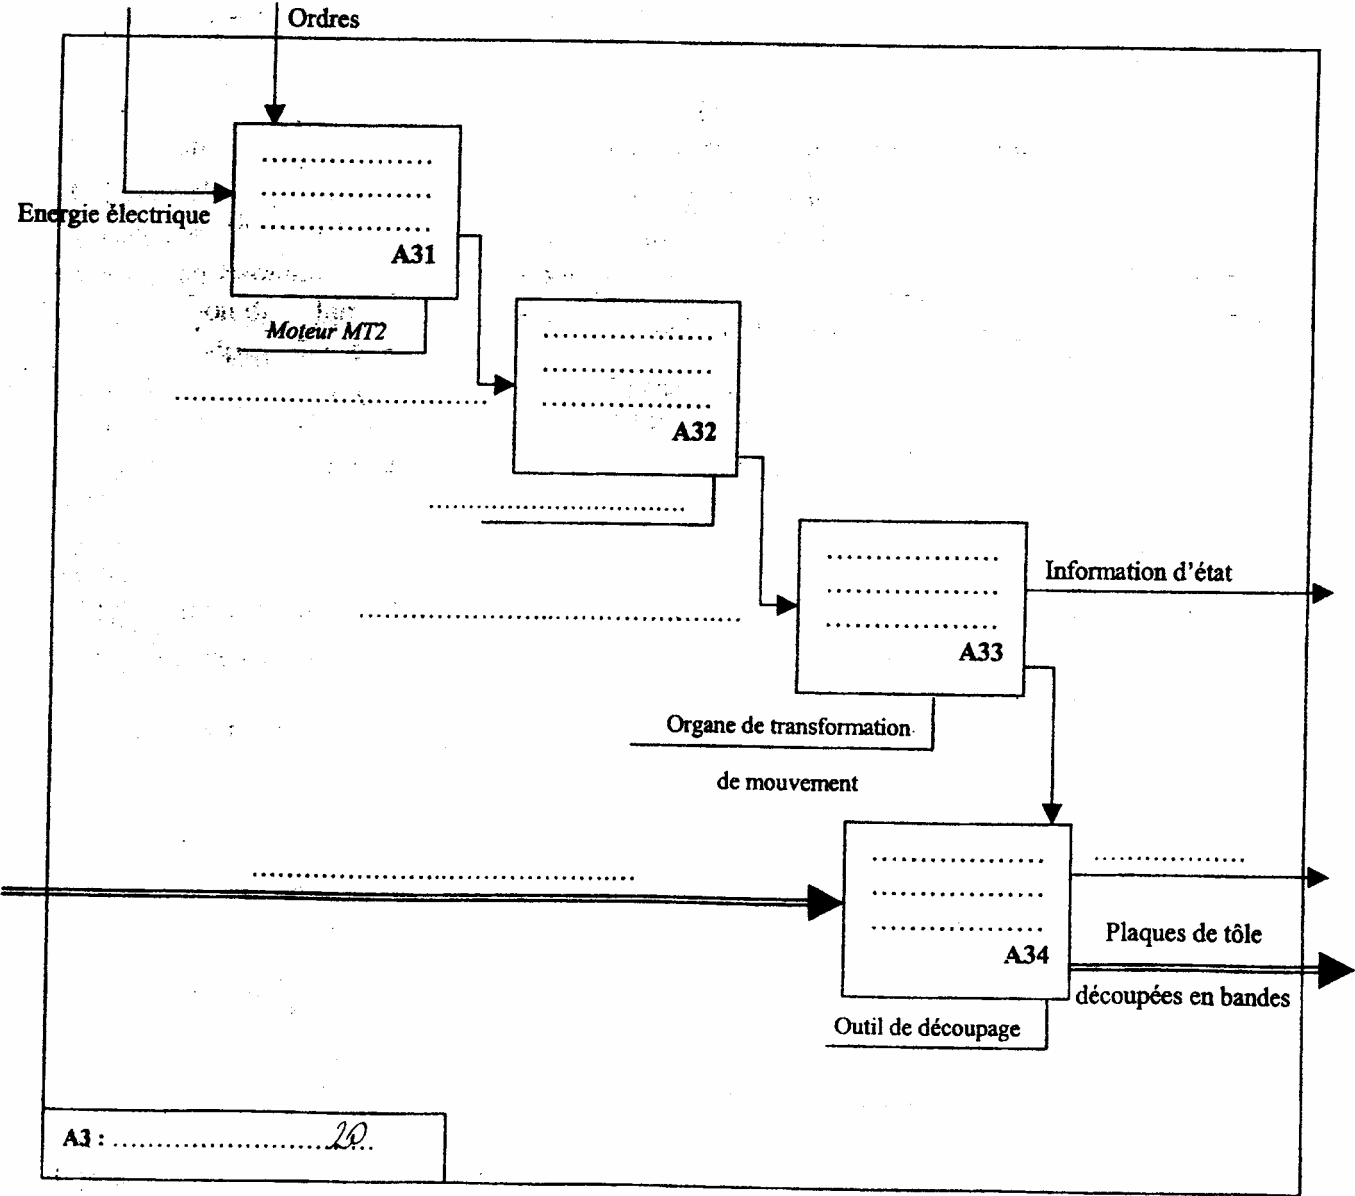 Ordres
Energie électrique
A31
Moteur MT2
A32
Information d'état
A33
Organe de transformation
de mouvement
Plaques de tôle
A34
découpées en bandes
Outil de découpage
A3 : ........................20...